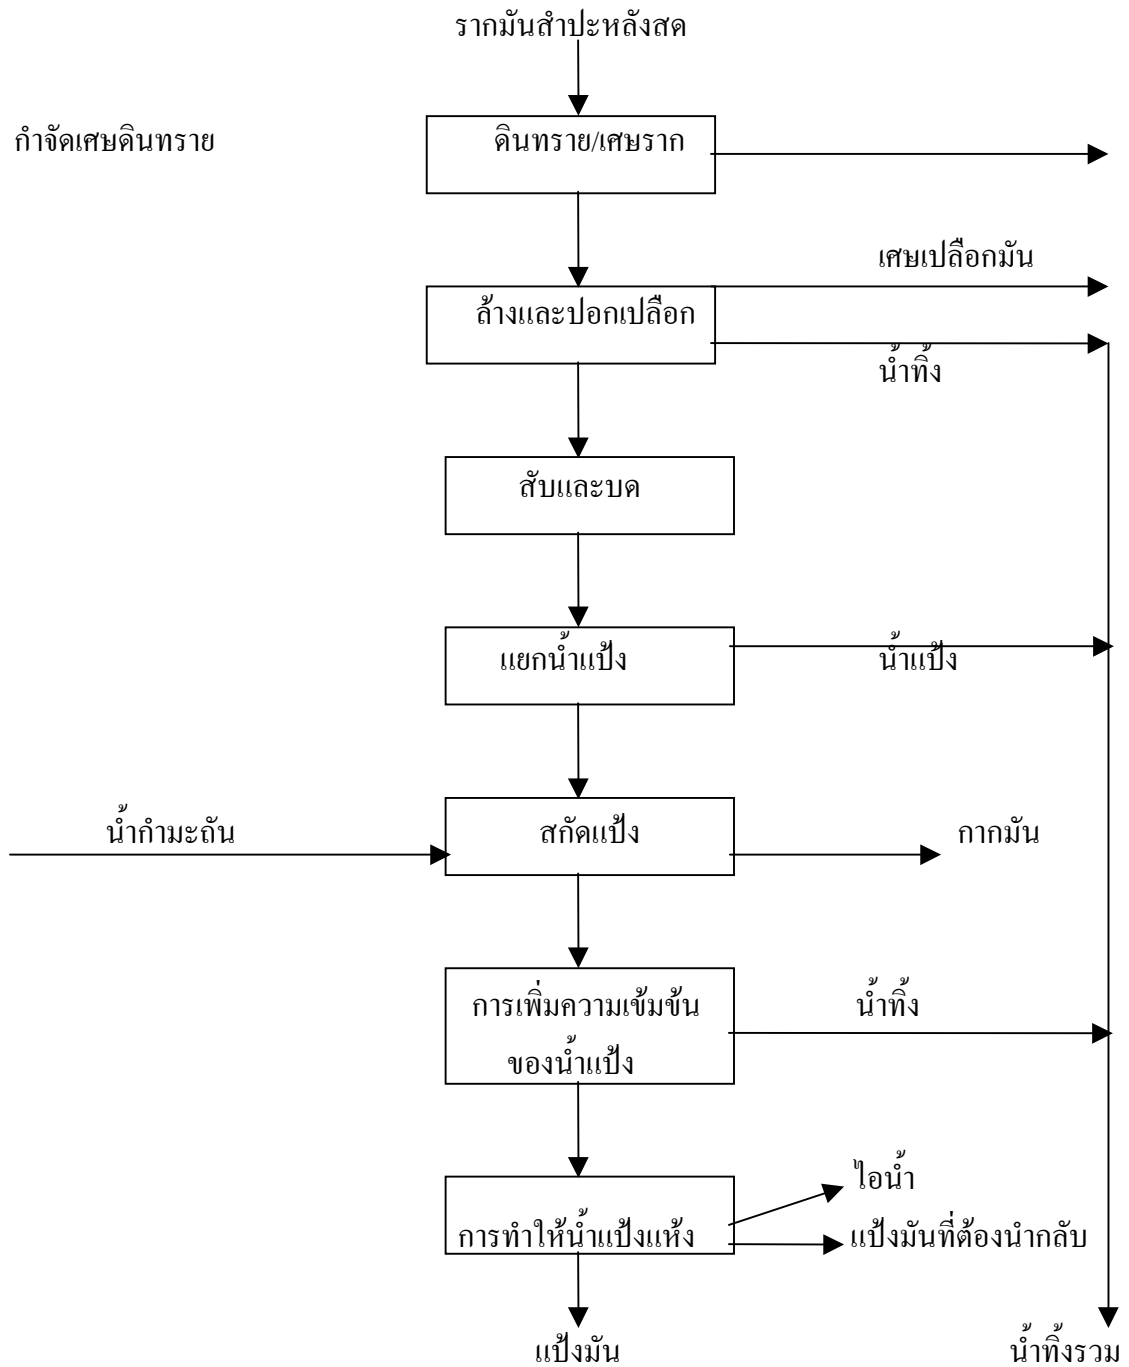 รากมันสำปะหลังสด
กำจัดเศษดินทราย
ดินทราย/เศษราก
เศษเปลือกมัน
ล้างและปอกเปลือก
น้ำทิ้ง
สับและบด
แยกน้ำแป้ง
น้ำแป้ง
น้ำกำมะถัน
สกัดแป้ง
กากมัน
การเพิ่มความเข้มข้น
ของน้ำแป้ง
น้ำทิ้ง
ไอน้ำ
การทำให้น้ำแป้งแห้ง
แป้งมันที่ต้องนำกลับ
แป้งมัน
น้ำทิ้งรวม